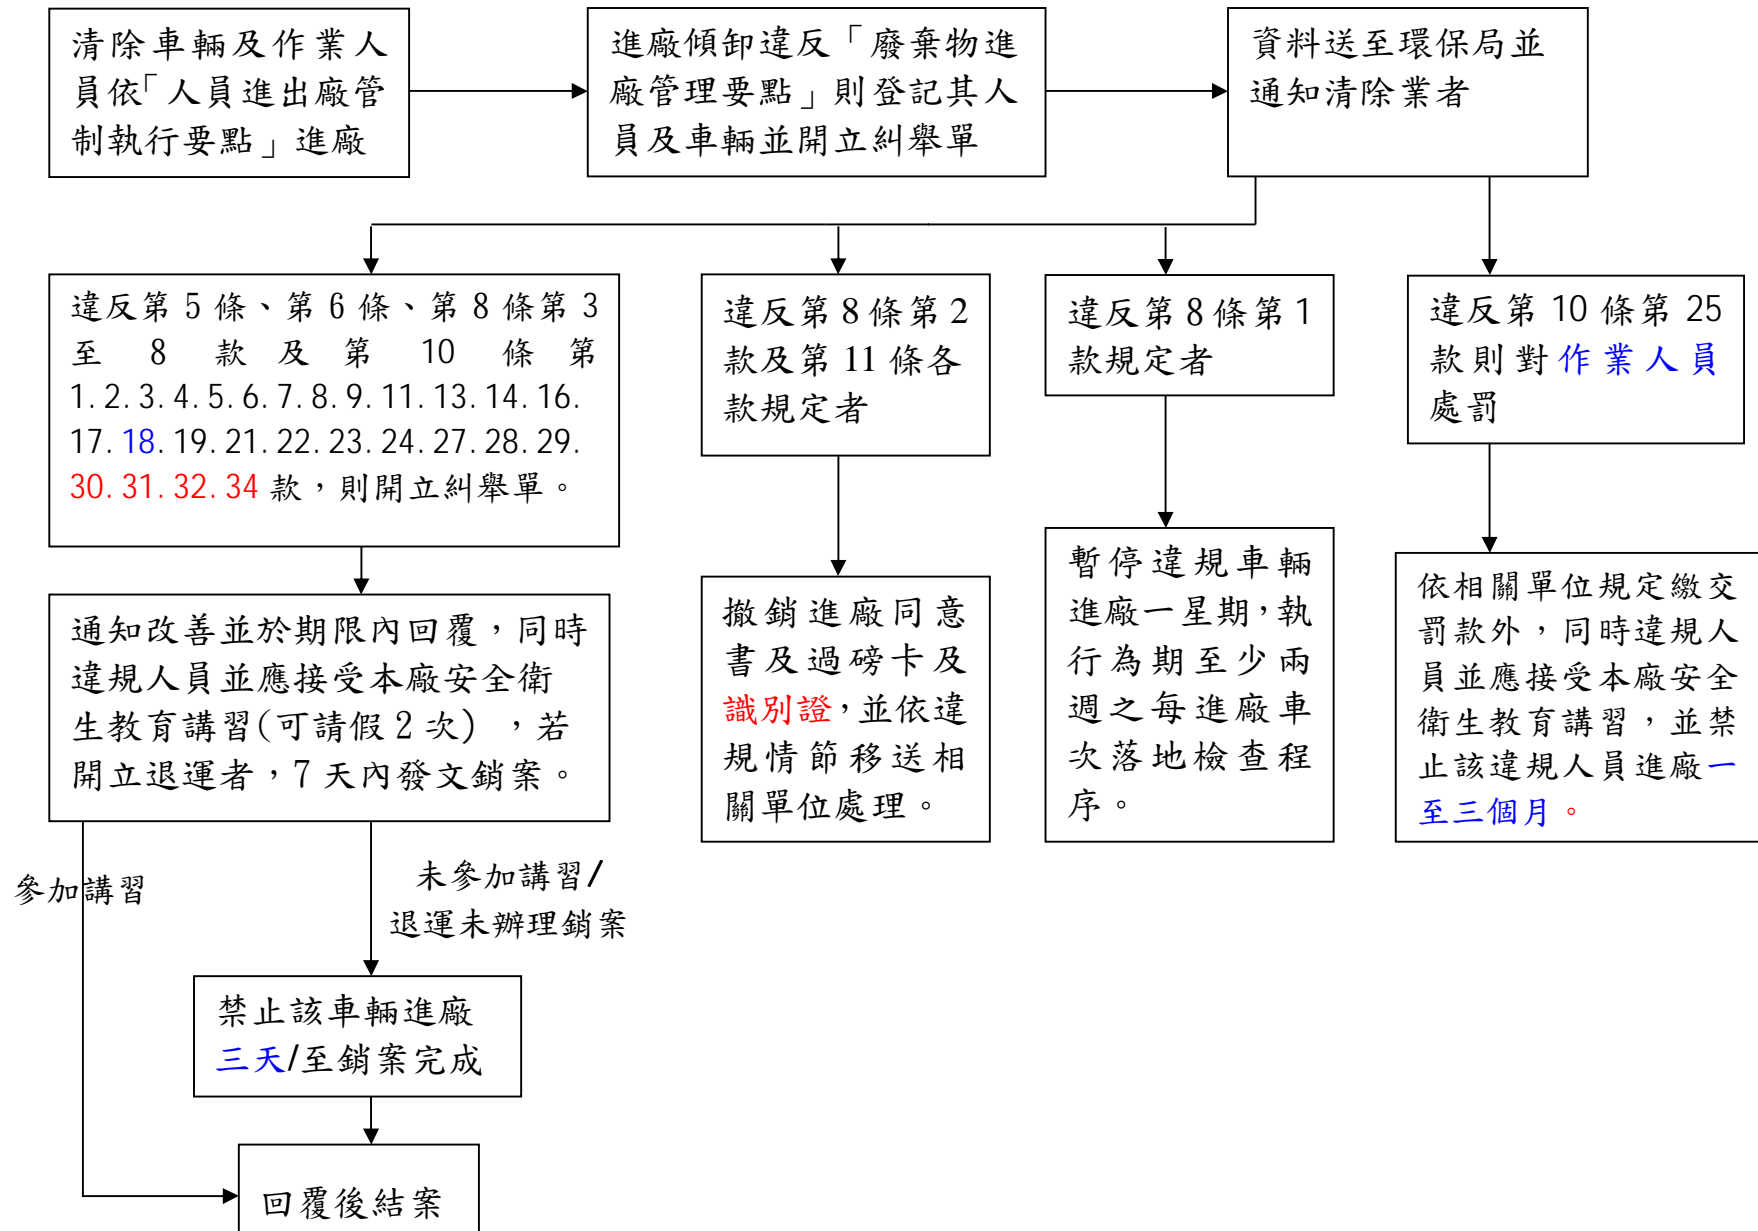 清除車輛及作業人
員依「人員進出廠管
制執行要點」進廠
進廠傾卸違反「廢棄物進
廠管理要點」則登記其人
員及車輛並開立糾舉單
資料送至環保局並
通知清除業者
違反第 5 條、第 6 條、第 8 條第 3
至 8 款及第 10 條第
1.2.3.4.5.6.7.8.9.11.13.14.16.
17.18.19.21.22.23.24.27.28.29.
30.31.32.34 款，則開立糾舉單。
違反第 8 條第 2
款及第 11 條各
款規定者
違反第 8 條第 1
款規定者
違反第 10 條第 25
款則對作業人員
處罰
通知改善並於期限內回覆，同時
違規人員並應接受本廠安全衛
生教育講習(可請假 2 次) ，若
開立退運者，7 天內發文銷案。
撤銷進廠同意
書及過磅卡及
識別證，並依違
規情節移送相
關單位處理。
暫停違規車輛
進廠一星期，執
行為期至少兩
週之每進廠車
次落地檢查程
序。
依相關單位規定繳交
罰款外，同時違規人
員並應接受本廠安全
衛生教育講習，並禁
止該違規人員進廠一
至三個月。
參加講習
未參加講習/
退運未辦理銷案
禁止該車輛進廠
三天/至銷案完成
回覆後結案